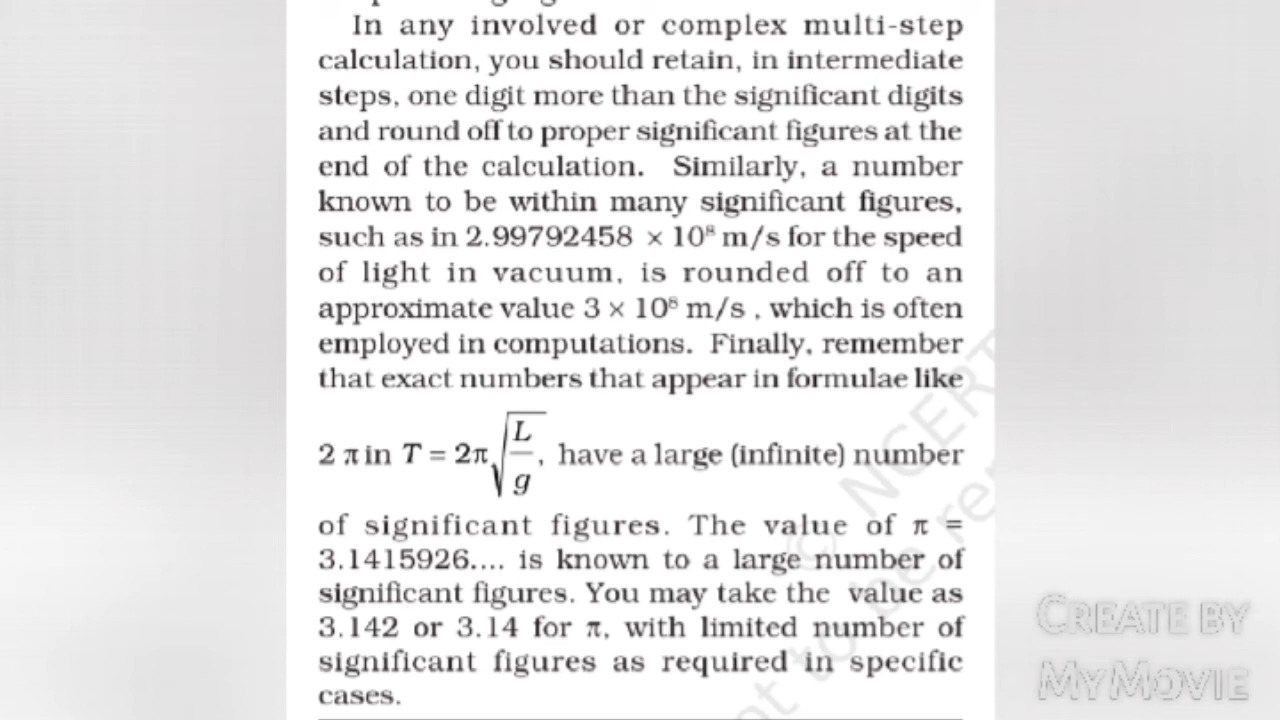 In any involved or complex multi-step
calculation, you should retain, in intermediate
steps, one digit more than the significant digits
and round off to proper significant figures at the
end of the calculation. Similarly, a number
known to be within many significant figures,
such as in 2.99792458 × 10⁸ m/s for the speed
of light in vacuum, is rounded off to an
approximate value 3 × 10⁸ m/s , which is often
employed in computations. Finally, remember
that exact numbers that appear in formulae like
2 π in T = 2π√(L/g), have a large (infinite) number
of significant figures. The value of π =
3.1415926.... is known to a large number of
significant figures. You may take the value as
3.142 or 3.14 for π, with limited number of
significant figures as required in specific
cases.
© NCERT
to be re
CREATE BY
MYMOVIE